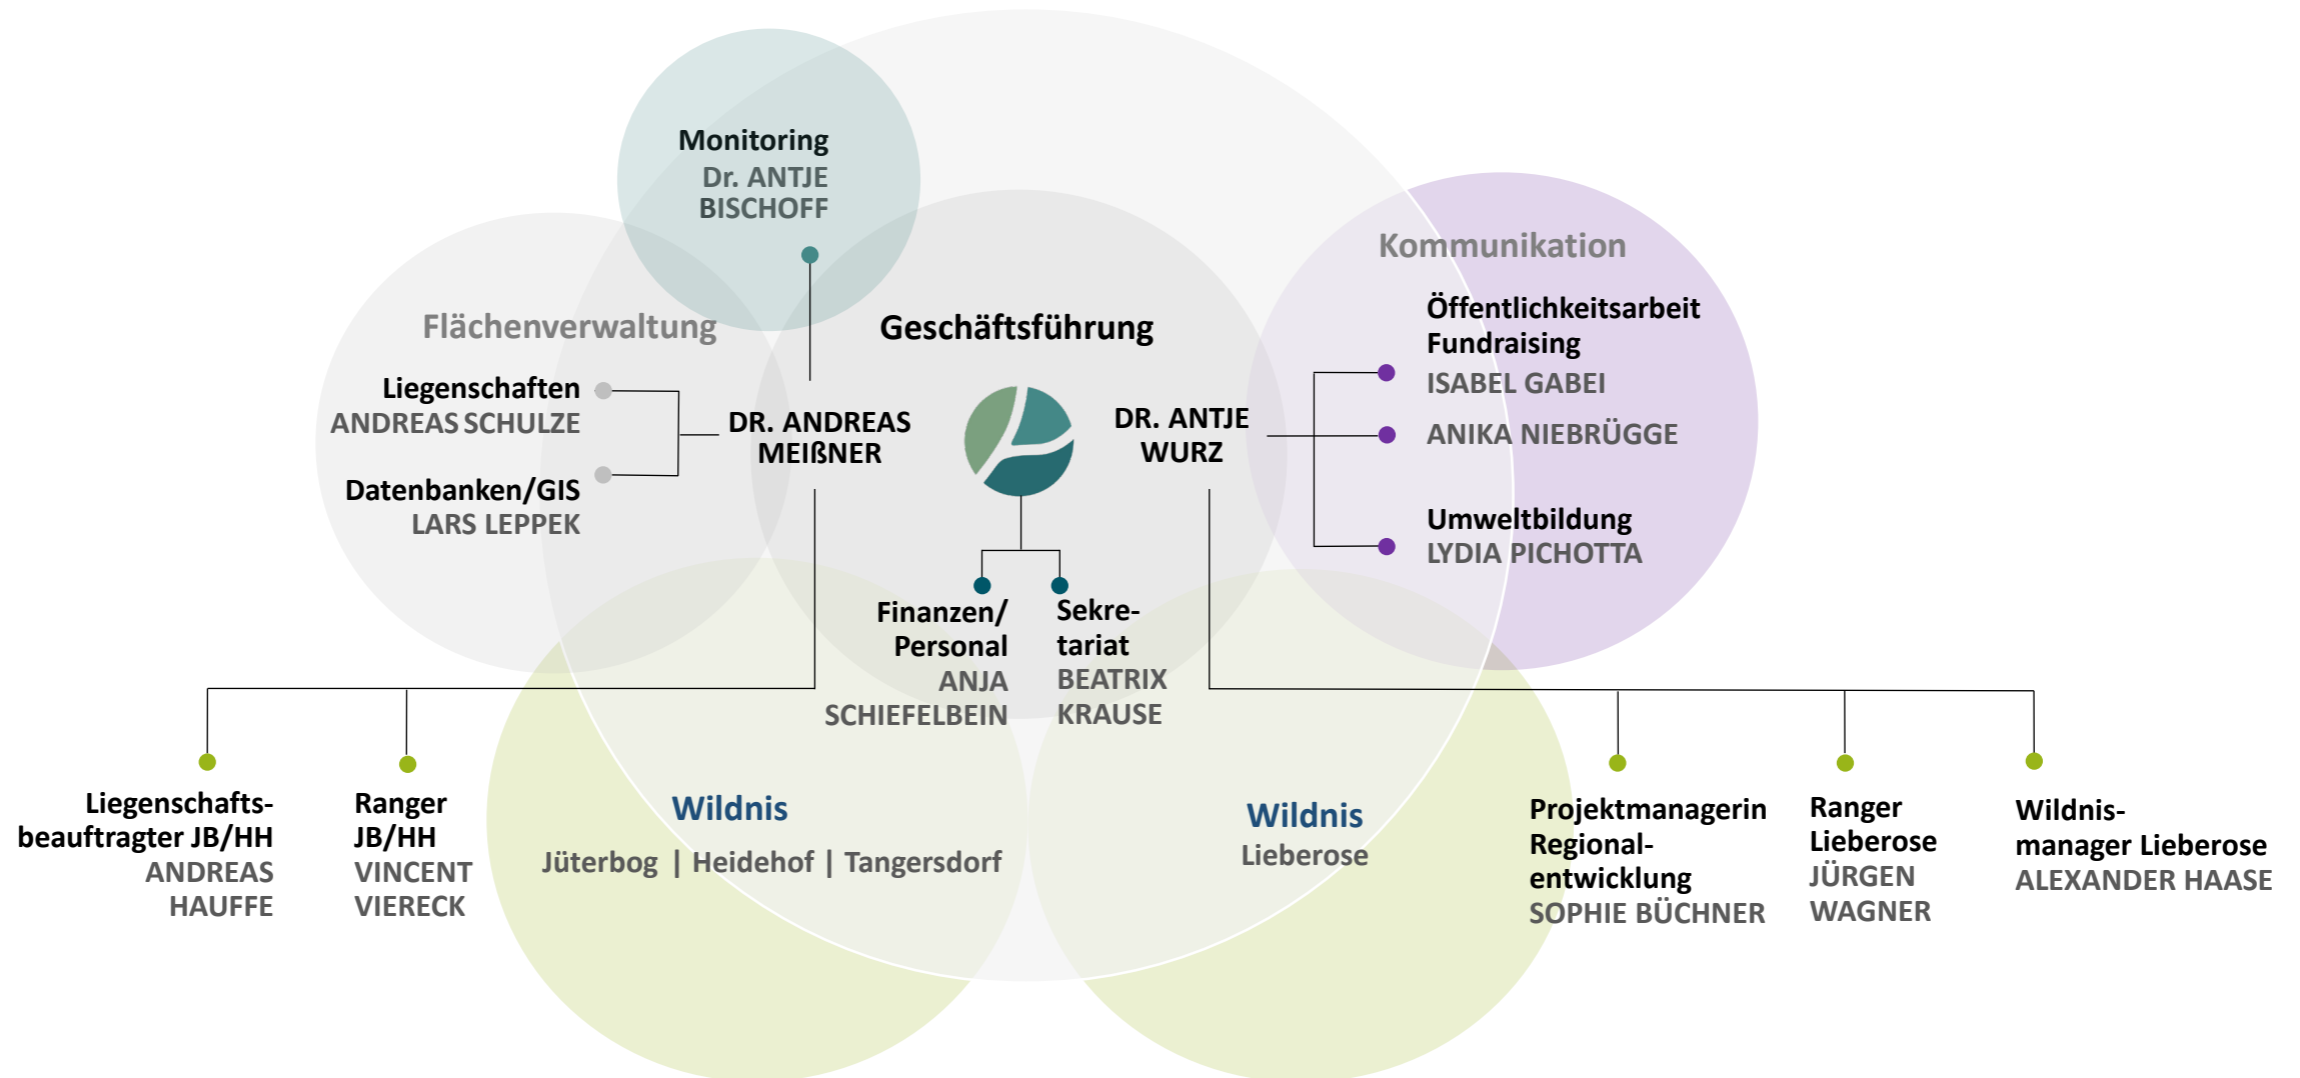 Monitoring
Dr. ANTJE
BISCHOFF
Flächenverwaltung
Liegenschaften
ANDREAS SCHULZE
Datenbanken/GIS
LARS LEPPEK
Geschäftsführung
DR. ANDREAS
MEIßNER
DR. ANTJE
WURZ
Finanzen/
Personal
ANJA
SCHIEFELBEIN
Sekre-
tariat
BEATRIX
KRAUSE
Kommunikation
Öffentlichkeitsarbeit
Fundraising
ISABEL GABEI
ANIKA NIEBRÜGGE
Umweltbildung
LYDIA PICHOTTA
Liegenschafts-
beauftragter JB/HH
ANDREAS
HAUFFE
Ranger
JB/HH
VINCENT
VIERECK
Wildnis
Jüterbog | Heidehof | Tangersdorf
Wildnis
Lieberose
Projektmanagerin
Regional-
entwicklung
SOPHIE BÜCHNER
Ranger
Lieberose
JÜRGEN
WAGNER
Wildnis-
manager Lieberose
ALEXANDER HAASE